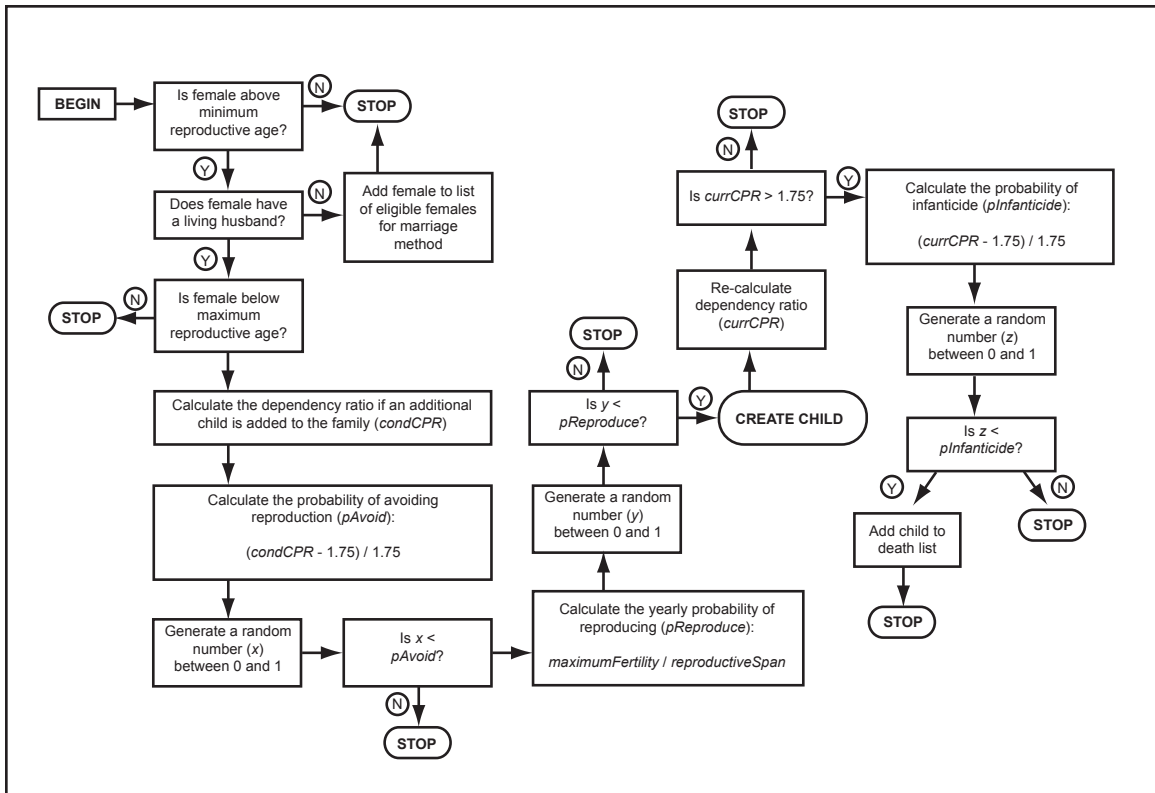 BEGIN
Is female above
minimum
reproductive age?
N
STOP
Y
Does female have
a living husband?
N
Add female to list
of eligible females
for marriage
method
Y
Is female below
maximum
reproductive age?
N
STOP
Calculate the dependency ratio if an additional
child is added to the family (condCPR)
Calculate the probability of avoiding
reproduction (pAvoid):
(condCPR - 1.75) / 1.75
Generate a random
number (x)
between 0 and 1
Is x <
pAvoid?
N
STOP
Calculate the yearly probability of
reproducing (pReproduce):
maximumFertility / reproductiveSpan
Generate a random
number (y)
between 0 and 1
Is y <
pReproduce?
N
STOP
Y
CREATE CHILD
Re-calculate
dependency ratio
(currCPR)
Is currCPR > 1.75?
N
STOP
Y
Calculate the probability of
infanticide (pInfanticide):
(currCPR - 1.75) / 1.75
Generate a random
number (z)
between 0 and 1
Is z <
pInfanticide?
Y
N
Add child to
death list
STOP
STOP